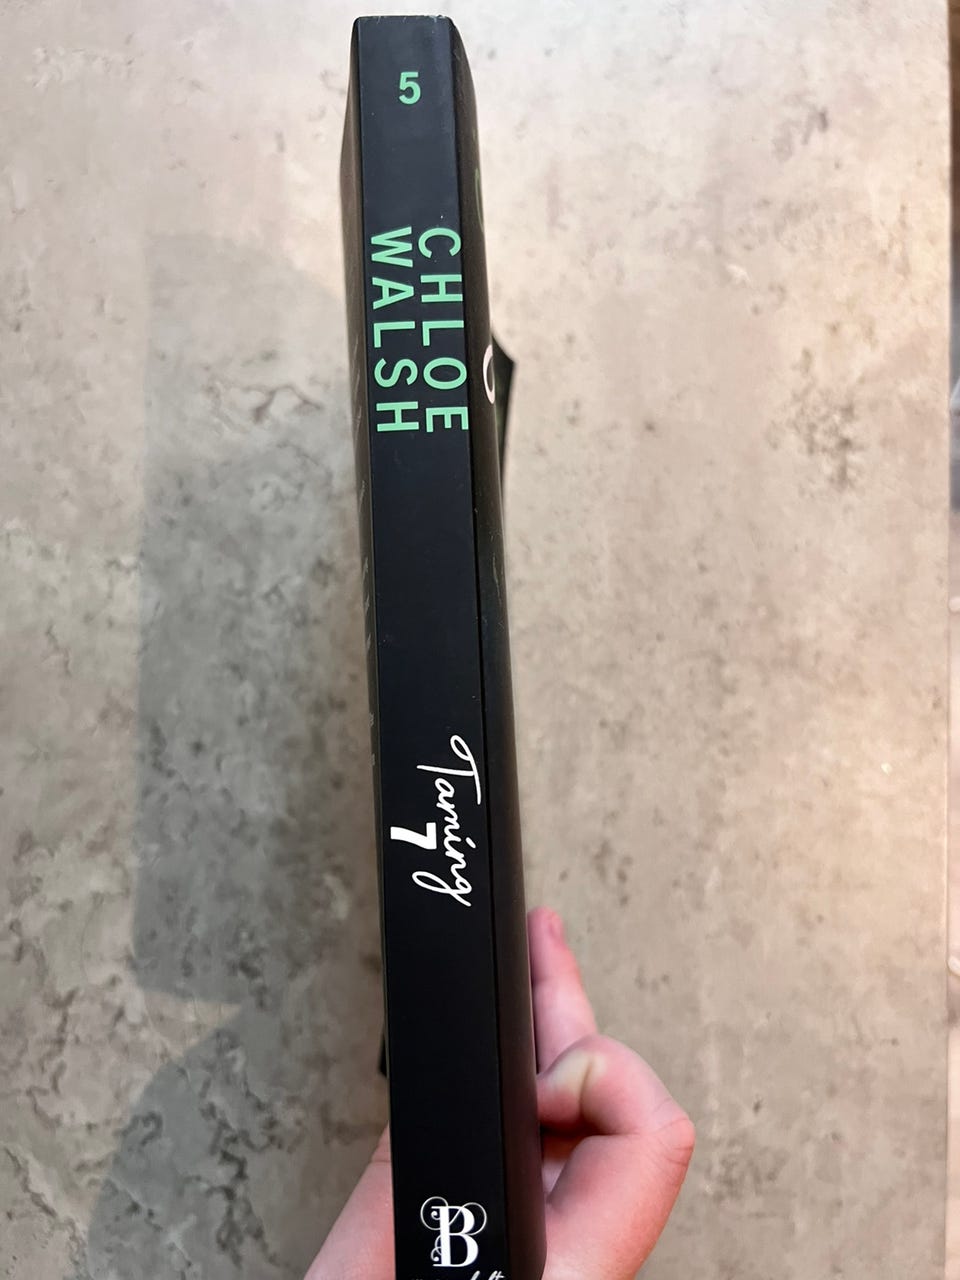 5
CHLOE
WALSH
Taming
7
B